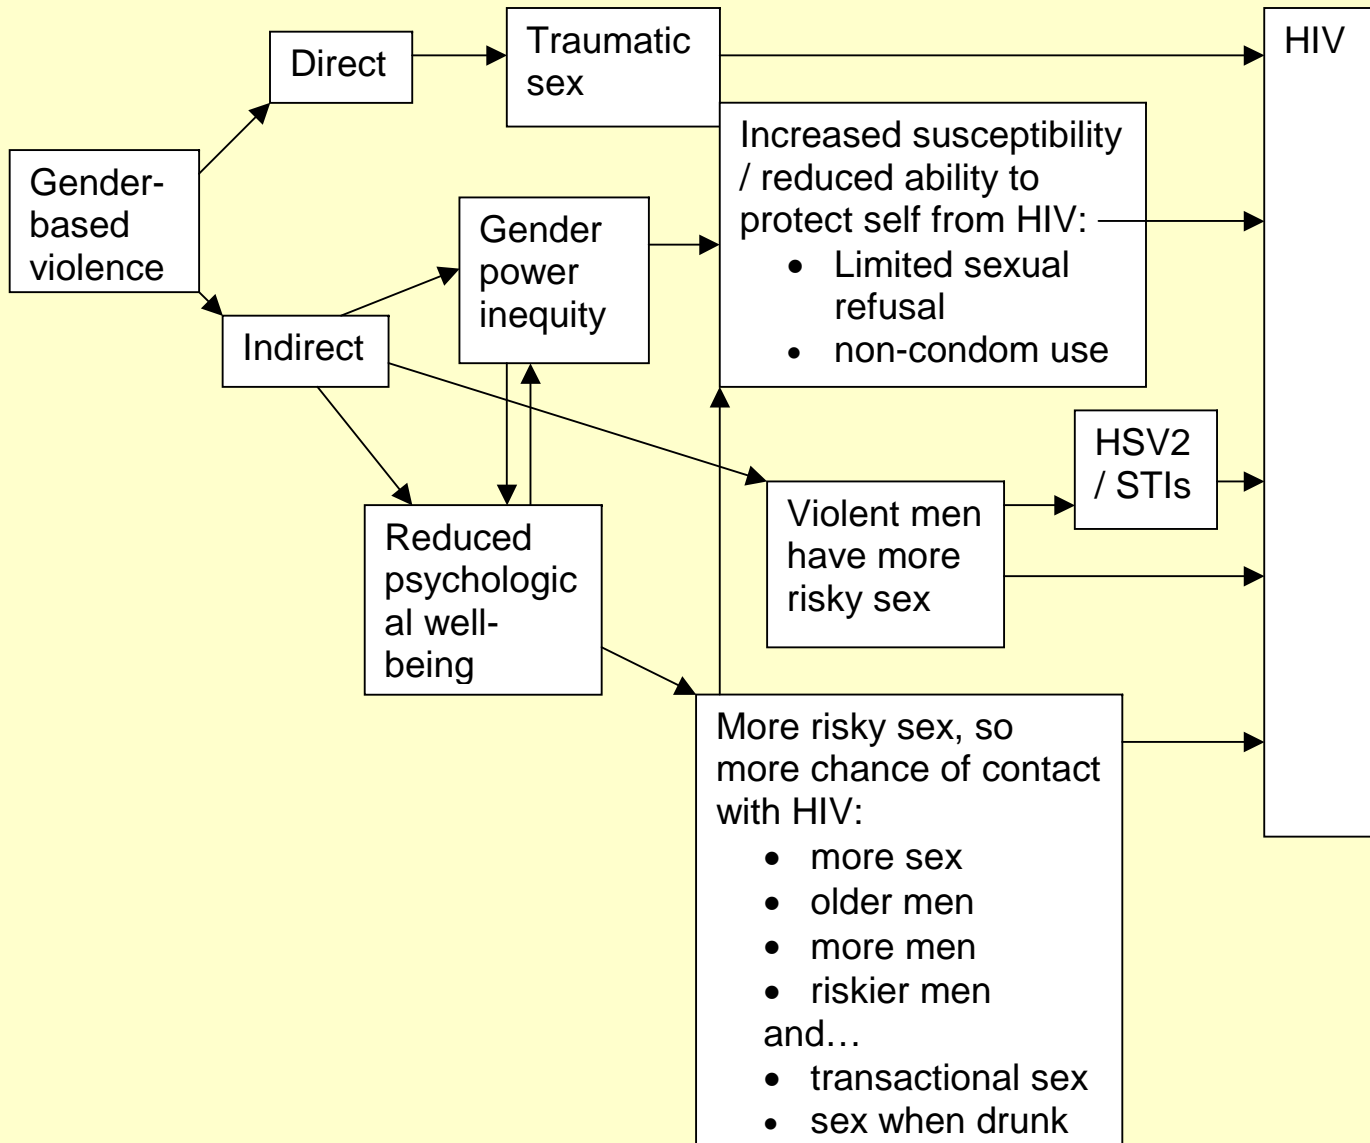 Direct
Traumatic
sex
HIV
Gender-
based
violence
Indirect
Gender
power
inequity
Increased susceptibility
/ reduced ability to
protect self from HIV:
• Limited sexual
refusal
• non-condom use
HSV2
/ STIs
Violent men
have more
risky sex
Reduced
psychologic
al well-
being
More risky sex, so
more chance of contact
with HIV:
• more sex
• older men
• more men
• riskier men
and…
• transactional sex
• sex when drunk